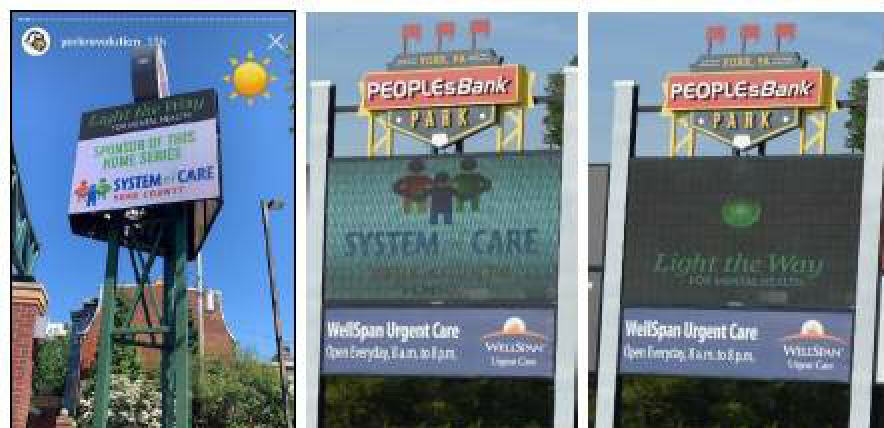 yorkrevolution 15h
Light the Way
FOR MENTAL HEALTH
SPONSOR OF THIS
HOME SERIES
SYSTEM of CARE
YORK COUNTY
YORK, PA
PEOPLESBank
PARK
SYSTEM of CARE
WellSpan Urgent Care
Open Everyday, 8 a.m. to 8 p.m.
WELLSPAN
Urgent Care
YORK, PA
PEOPLESBank
PARK
Light the Way
FOR MENTAL HEALTH
WellSpan Urgent Care
Open Everyday, 8 a.m. to 8 p.m.
WELLSPAN
Urgent Care